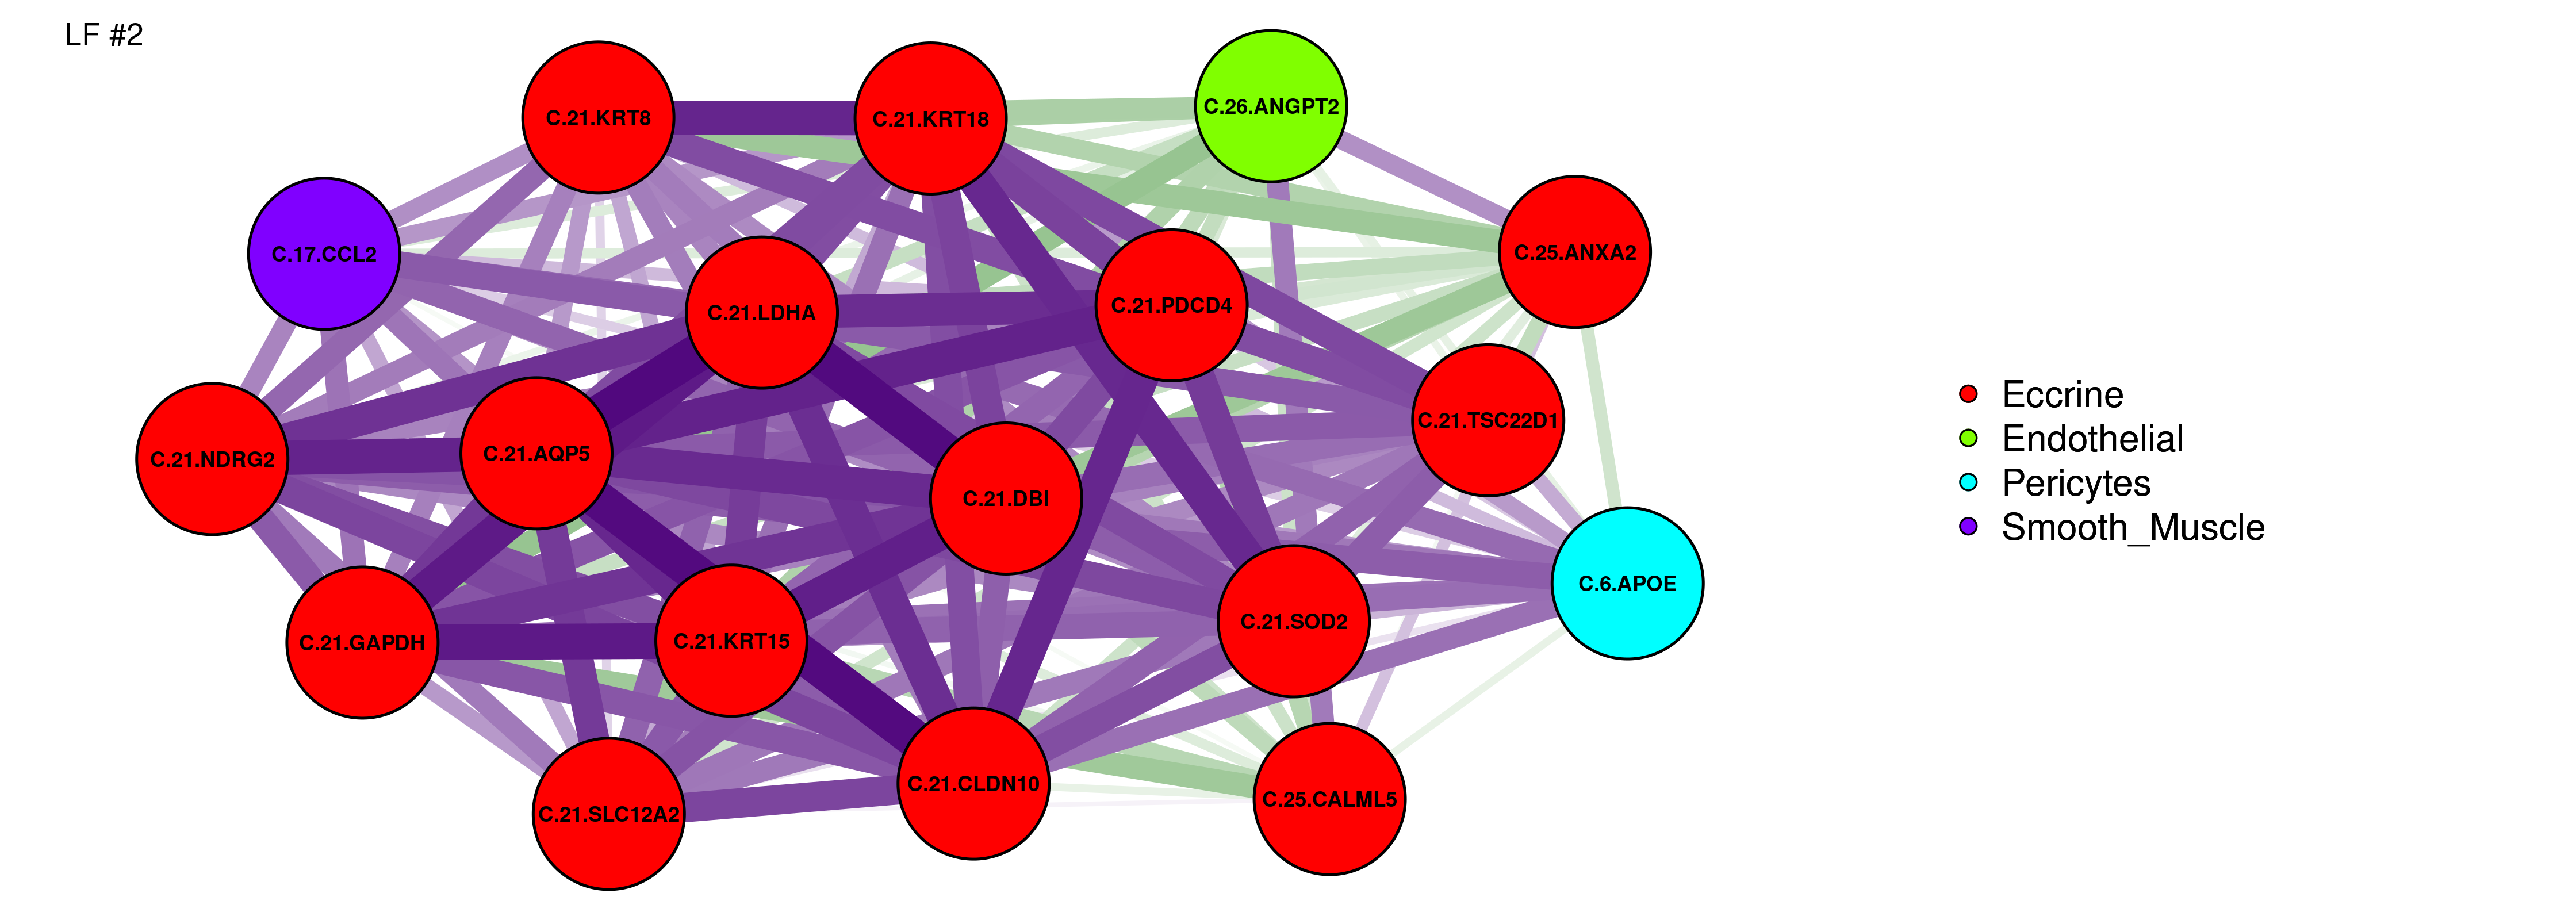 LF #2
C.21.KRT8
C.21.KRT18
C.26.ANGPT2
C.17.CCL2
C.25.ANXA2
C.21.LDHA
C.21.PDCD4
C.21.TSC22D1
C.21.NDRG2
C.21.AQP5
C.21.DBI
C.6.APOE
C.21.GAPDH
C.21.KRT15
C.21.SOD2
C.21.SLC12A2
C.21.CLDN10
C.25.CALML5
Eccrine
Endothelial
Pericytes
Smooth_Muscle